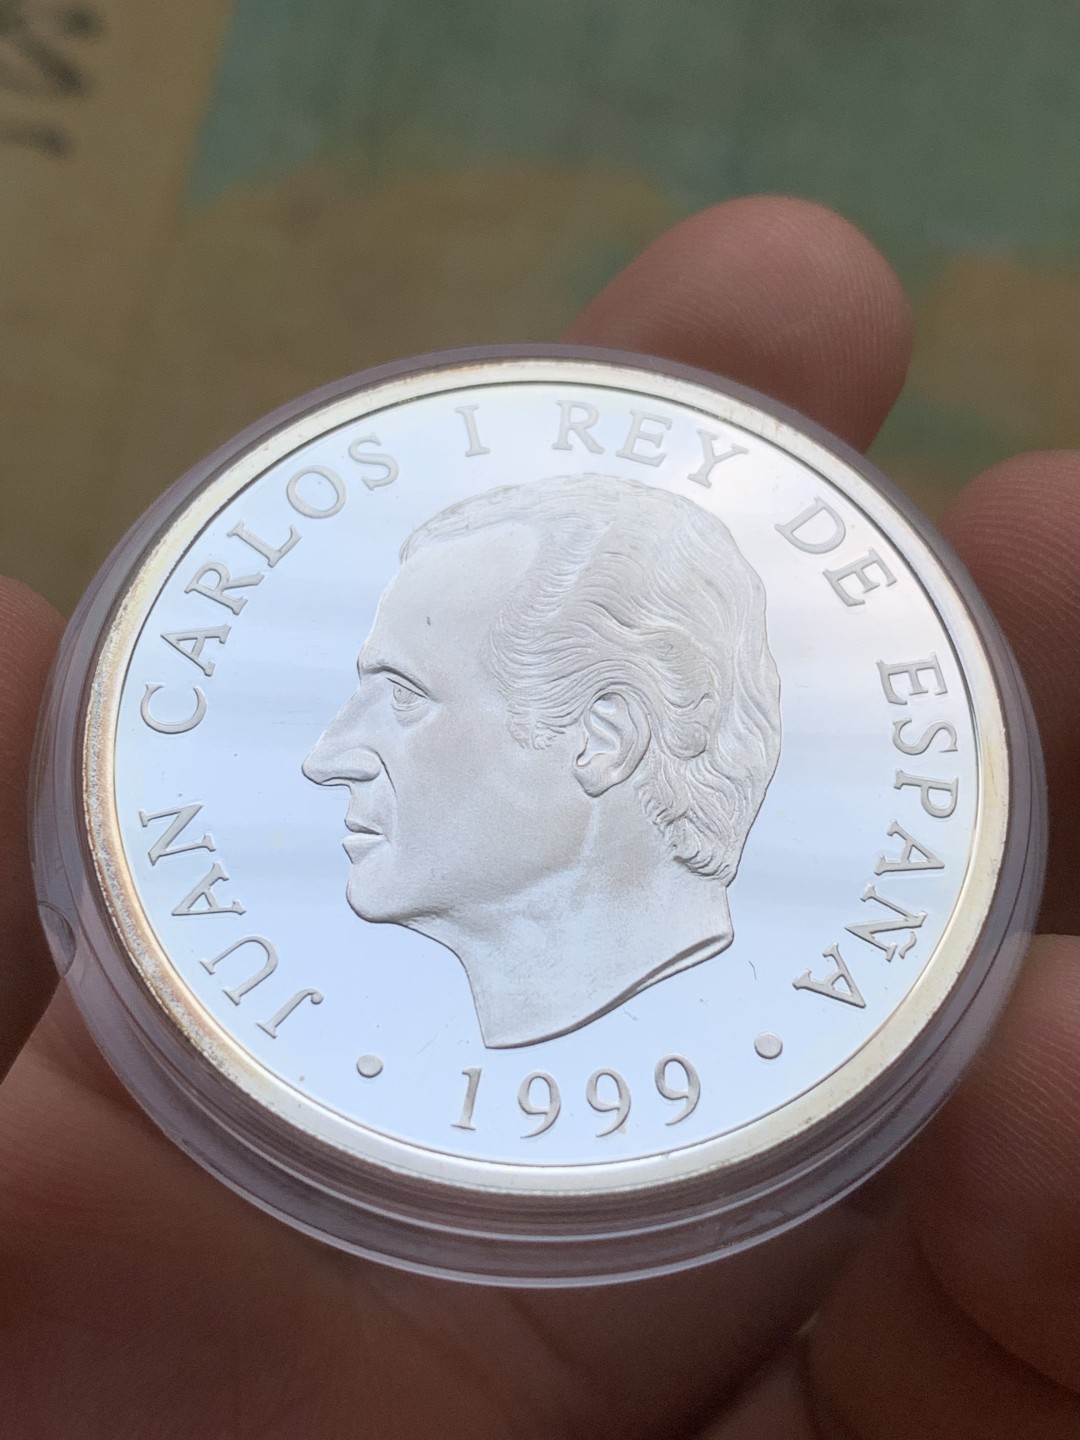 JUAN CARLOS I REY DE ESPAÑA
• 1999 •